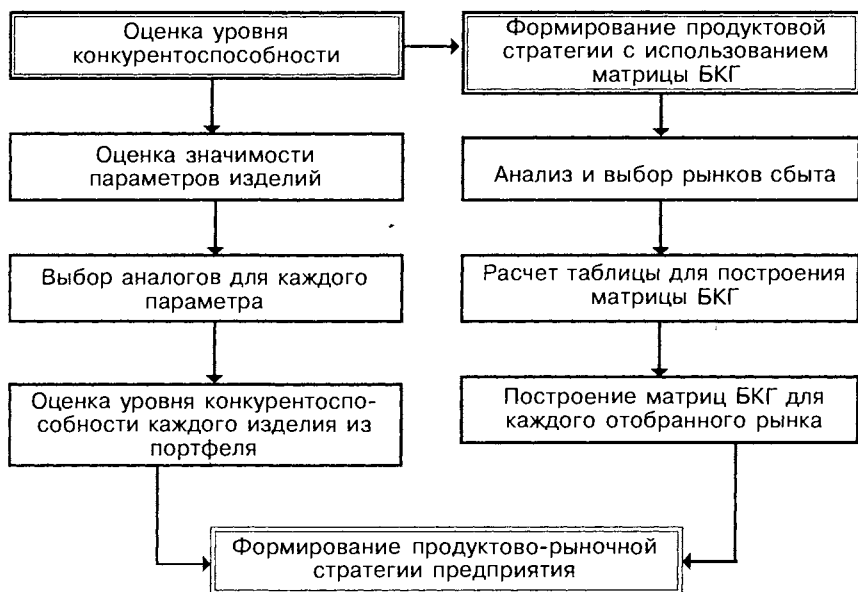 Оценка уровня
конкурентоспособности
Оценка значимости
параметров изделий
Выбор аналогов для каждого
параметра
Оценка уровня конкурентоспо-
собности каждого изделия из
портфеля
Формирование продуктовой
стратегии с использованием
матрицы БКГ
Анализ и выбор рынков сбыта
Расчет таблицы для построения
матрицы БКГ
Построение матриц БКГ для
каждого отобранного рынка
Формирование продуктово-рыночной
стратегии предприятия